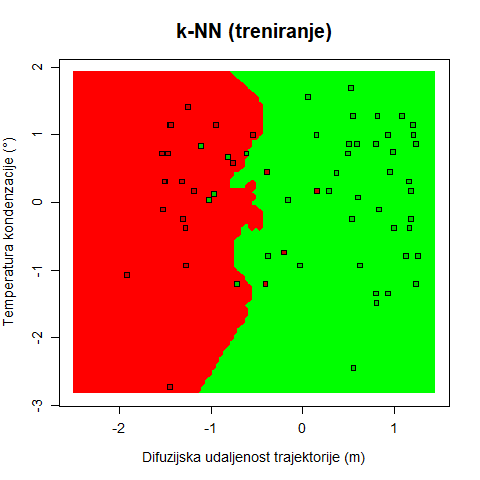 k-NN (treniranje)
Temperatura kondenzacije (°)
2
1
0
-1
-2
-3
-2 -1 0 1
Difuzijska udaljenost trajektorije (m)